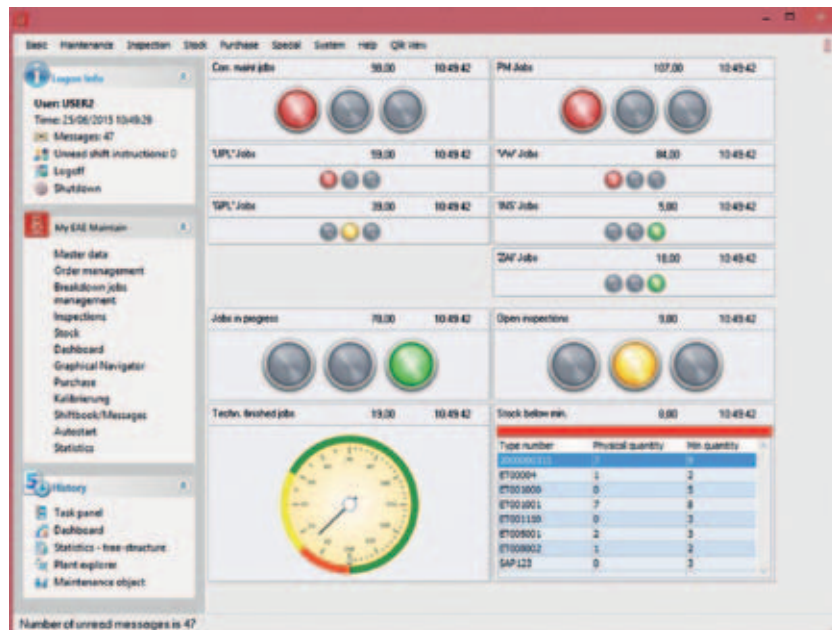 Basic Maintenance Inspection Stock Purchase Special System Help Qlik View
Logon Info
User: USER2
Time: 25/06/2015 10:49:29
Messages: 47
Unread shift instructions: 0
Logoff
Shutdown
My EAE Maintain
Master data
Order management
Breakdown jobs
management
Inspections
Stock
Dashboard
Graphical Navigator
Purchase
Kalibrierung
Shiftbook/Messages
Autostart
Statistics
History
Task panel
Dashboard
Statistics - tree-structure
Plant explorer
Maintenance object
Con. maint jobs 98,00 10:49:42
PM Jobs 107,00 10:49:42
"UPL" Jobs 59,00 10:49:42
"VW" Jobs 84,00 10:49:42
"GPL" Jobs 39,00 10:49:42
"INS" Jobs 5,00 10:49:42
"ZAI" Jobs 18,00 10:49:42
Jobs in progress 78,00 10:49:42
Open inspections 9,00 10:49:42
Techn. finished jobs 19,00 10:49:42
Stock below min. 8,00 10:49:42
Type number Physical quantity Min quantity
7
ET00004 1 2
ET001000 0 5
ET001001 7 8
ET001100 0 3
ET005001 2 3
ET008002 1 2
SAP123 0 3
Number of unread messages is 47